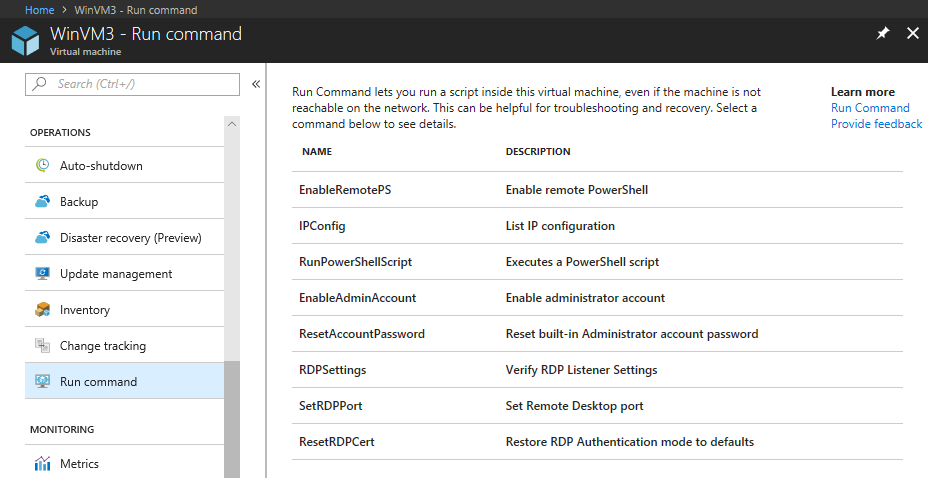 Home > WinVM3 - Run command
WinVM3 - Run command
Virtual machine
Search (Ctrl+/)
«
OPERATIONS
Auto-shutdown
Backup
Disaster recovery (Preview)
Update management
Inventory
Change tracking
Run command
MONITORING
Metrics
Run Command lets you run a script inside this virtual machine, even if the machine is not
reachable on the network. This can be helpful for troubleshooting and recovery. Select a
command below to see details.
Learn more
Run Command
Provide feedback
NAME DESCRIPTION
EnableRemotePS Enable remote PowerShell
IPConfig List IP configuration
RunPowerShellScript Executes a PowerShell script
EnableAdminAccount Enable administrator account
ResetAccountPassword Reset built-in Administrator account password
RDPSettings Verify RDP Listener Settings
SetRDPPort Set Remote Desktop port
ResetRDPCert Restore RDP Authentication mode to defaults